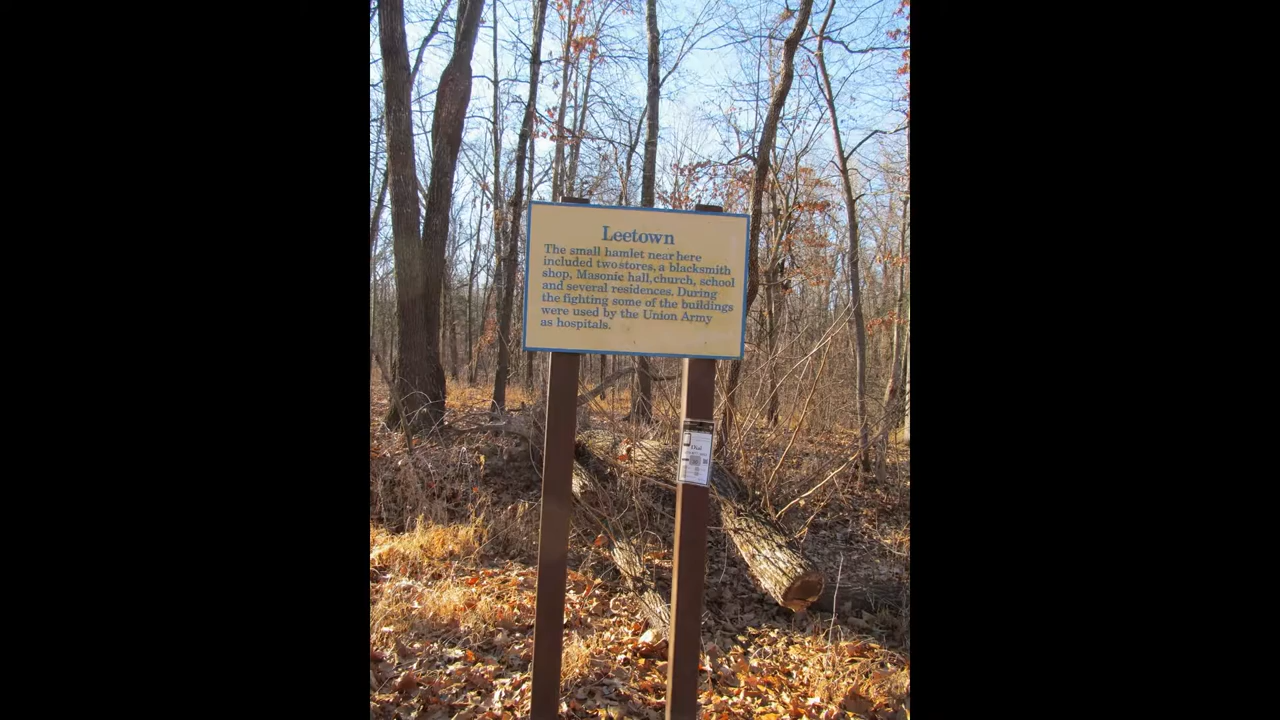 Leetown
The small hamlet near here
included two stores, a blacksmith
shop, Masonic hall, church, school
and several residences. During
the fighting some of the buildings
were used by the Union Army
as hospitals.
Dial